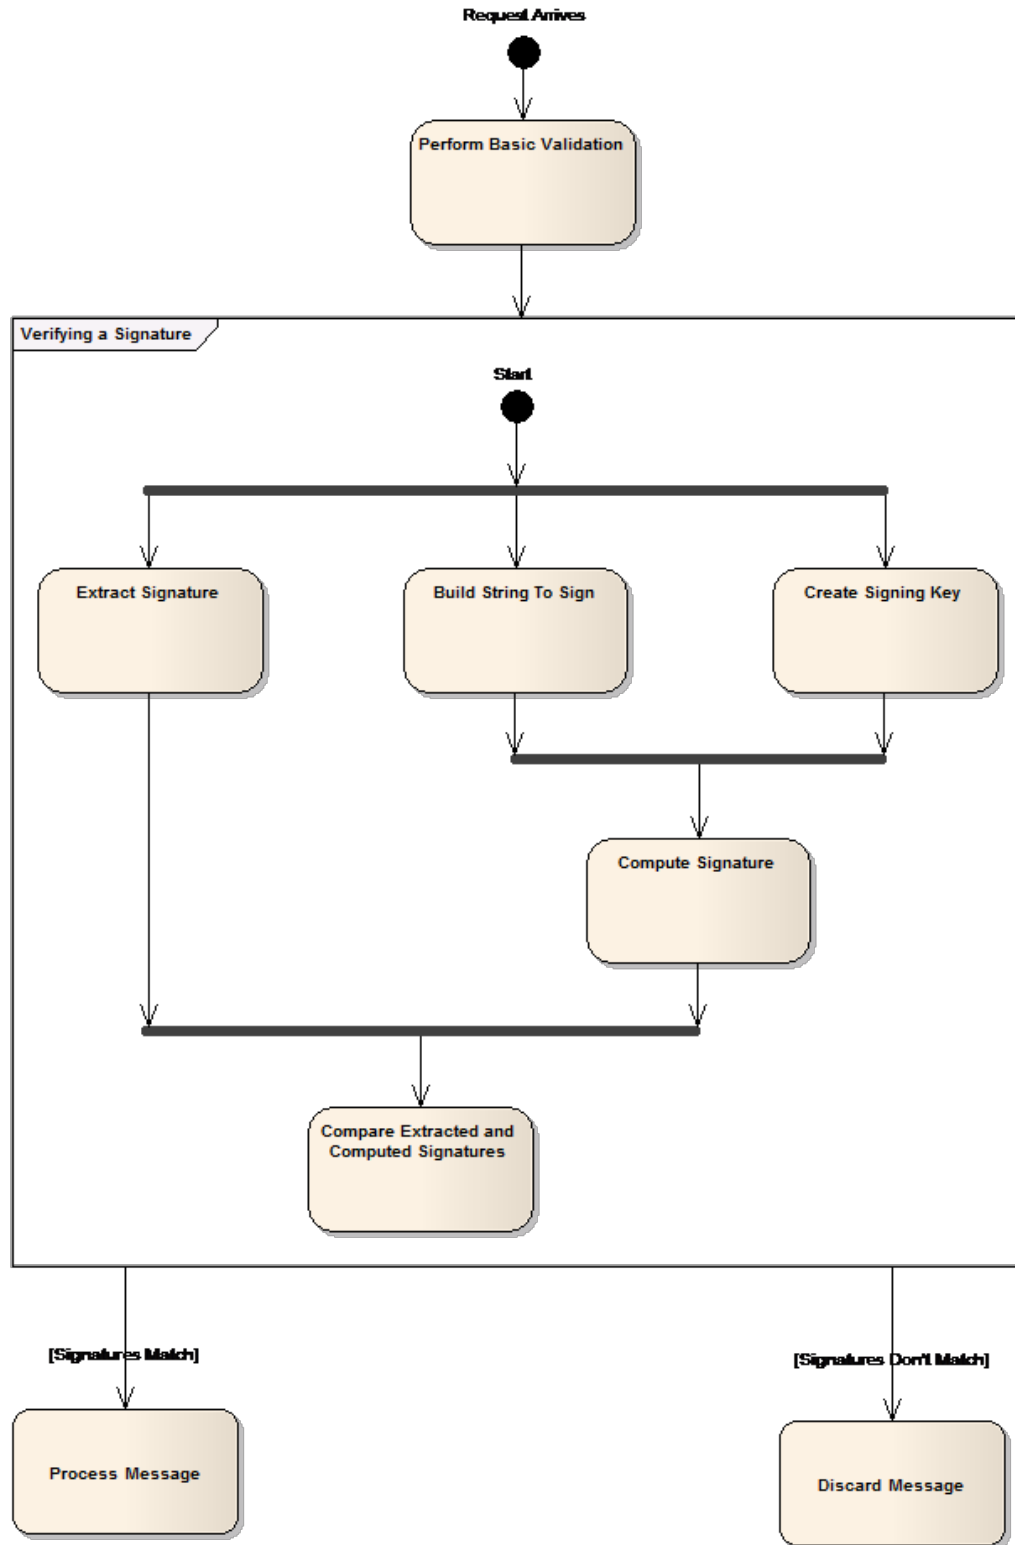 Request Arrives
Perform Basic Validation
Verifying a Signature
Start
Extract Signature
Build String To Sign
Create Signing Key
Compute Signature
Compare Extracted and
Computed Signatures
[Signatures Match]
[Signatures Don't Match]
Process Message
Discard Message